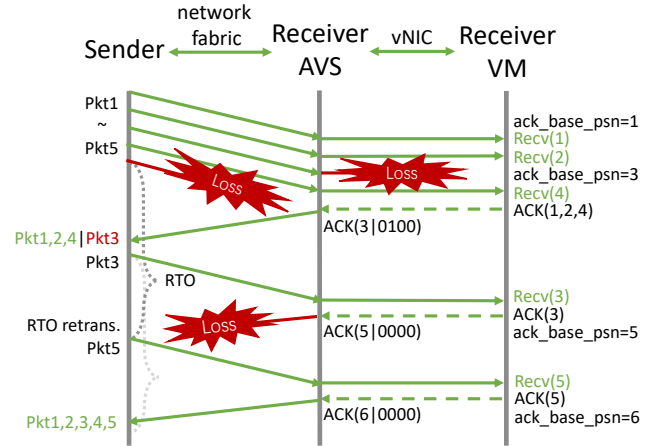 network
fabric
Sender
Receiver
AVS
vNIC
Receiver
VM
Pkt1
~
Pkt5
Loss
Loss
ack_base_psn=1
Recv(1)
Recv(2)
ack_base_psn=3
Recv(4)
ACK(1,2,4)
ACK(3|0100)
Pkt1,2,4|Pkt3
Pkt3
RTO
Recv(3)
ACK(3)
ack_base_psn=5
Loss
ACK(5|0000)
RTO retrans.
Pkt5
Recv(5)
ACK(5)
ack_base_psn=6
ACK(6|0000)
Pkt1,2,3,4,5